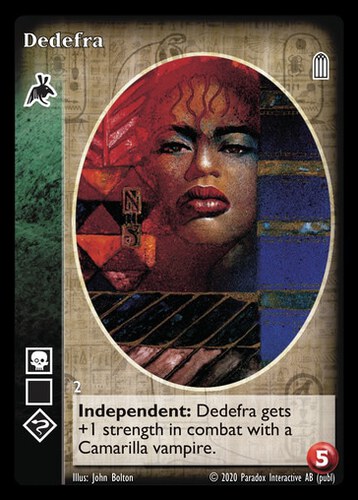 Dedefra
N
S
2
Independent: Dedefra gets
+1 strength in combat with a
Camarilla vampire.
5
Illus: John Bolton © 2020 Paradox Interactive AB (publ)